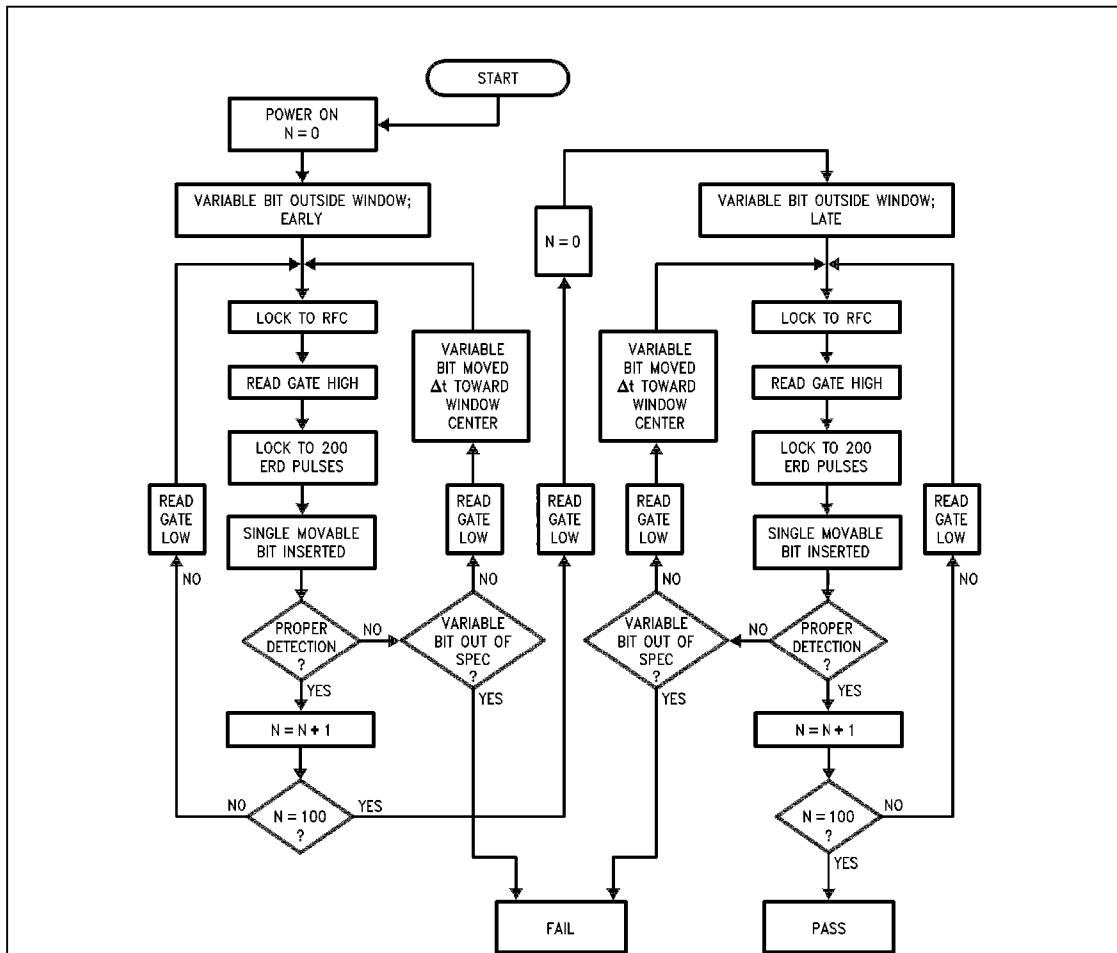 START
POWER ON
N = 0
VARIABLE BIT OUTSIDE WINDOW;
EARLY
LOCK TO RFC
READ GATE HIGH
LOCK TO 200
ERD PULSES
SINGLE MOVABLE
BIT INSERTED
PROPER
DETECTION
?
NO
YES
N = N + 1
N = 100
?
NO
YES
READ
GATE
LOW
NO
VARIABLE
BIT MOVED
Δt TOWARD
WINDOW
CENTER
READ
GATE
LOW
NO
VARIABLE
BIT OUT OF
SPEC
?
YES
READ
GATE
LOW
N = 0
VARIABLE BIT OUTSIDE WINDOW;
LATE
LOCK TO RFC
READ GATE HIGH
LOCK TO 200
ERD PULSES
SINGLE MOVABLE
BIT INSERTED
PROPER
DETECTION
?
NO
YES
N = N + 1
N = 100
?
NO
YES
READ
GATE
LOW
NO
VARIABLE
BIT MOVED
Δt TOWARD
WINDOW
CENTER
READ
GATE
LOW
NO
VARIABLE
BIT OUT OF
SPEC
?
YES
FAIL
PASS